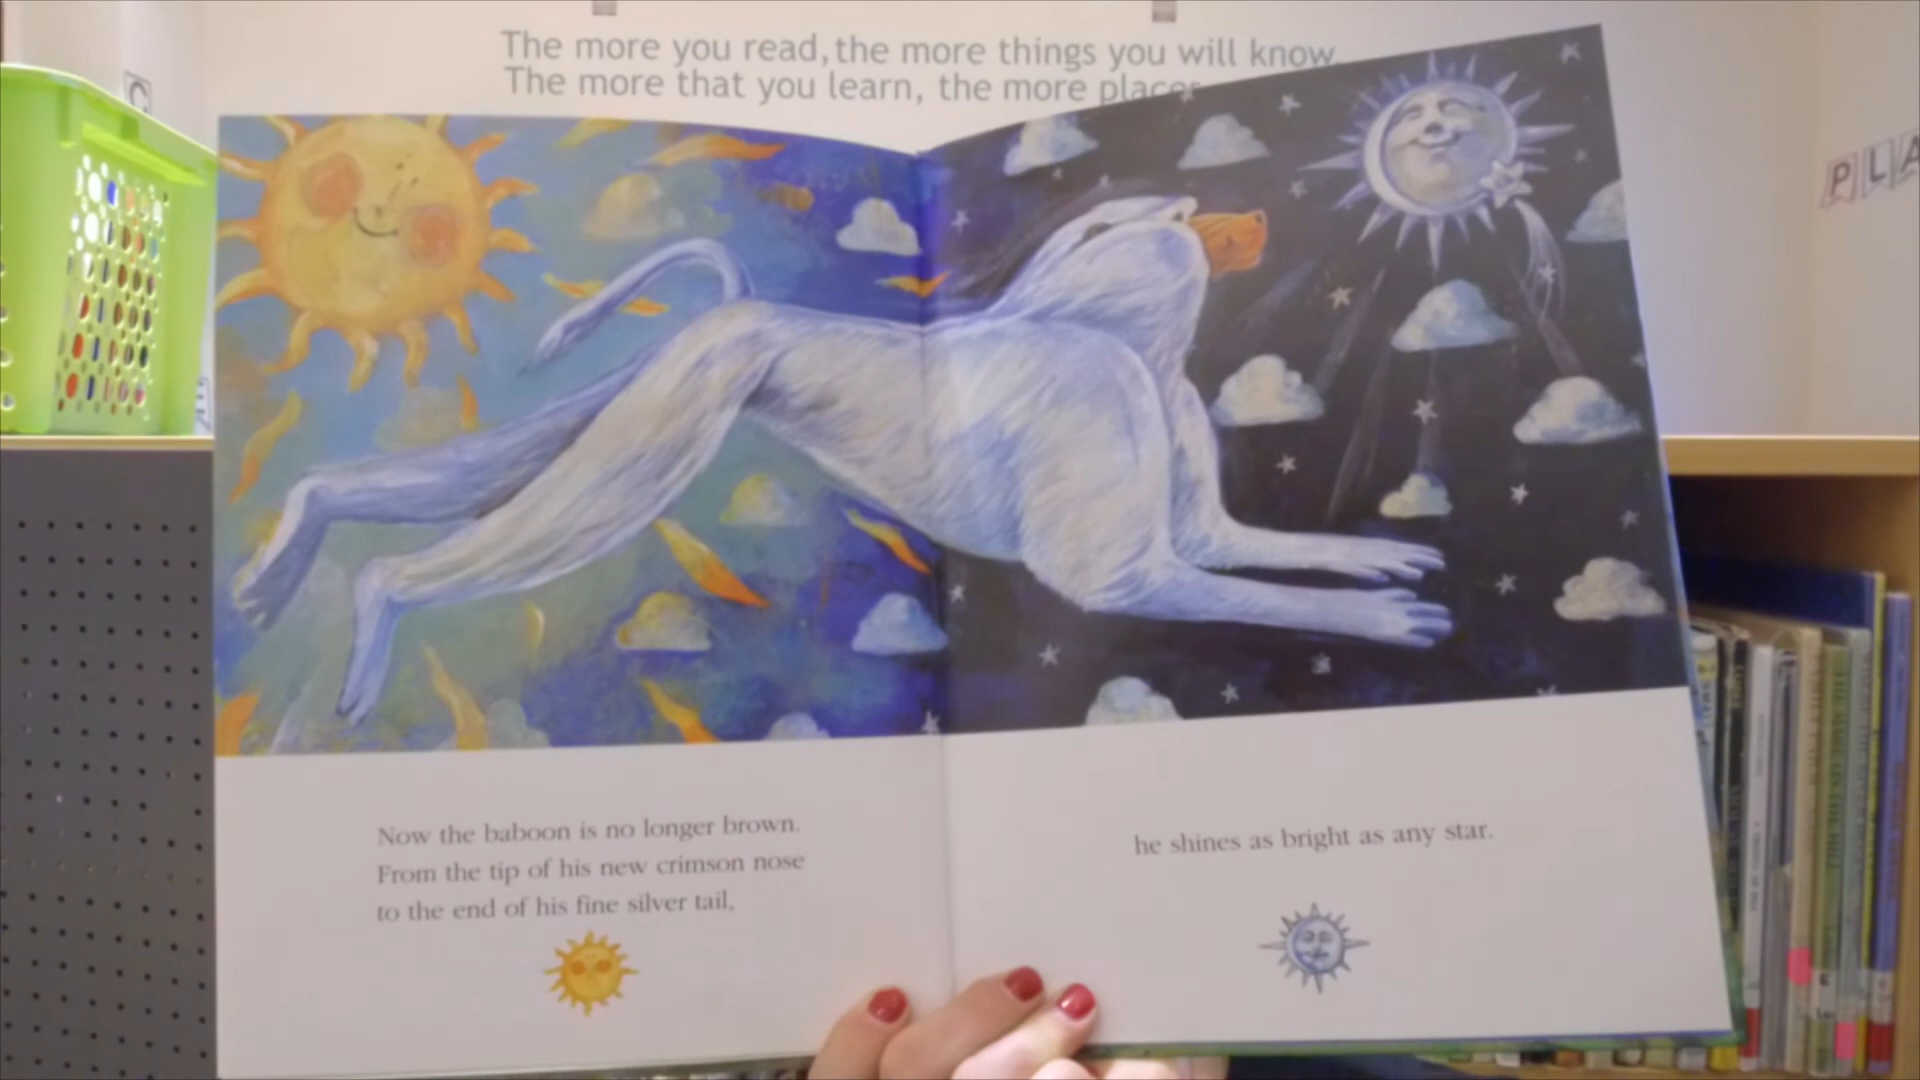 The more you read, the more things you will know.
The more that you learn, the more places
C
PLA
Now the baboon is no longer brown.
From the tip of his new crimson nose
to the end of his fine silver tail,
he shines as bright as any star.